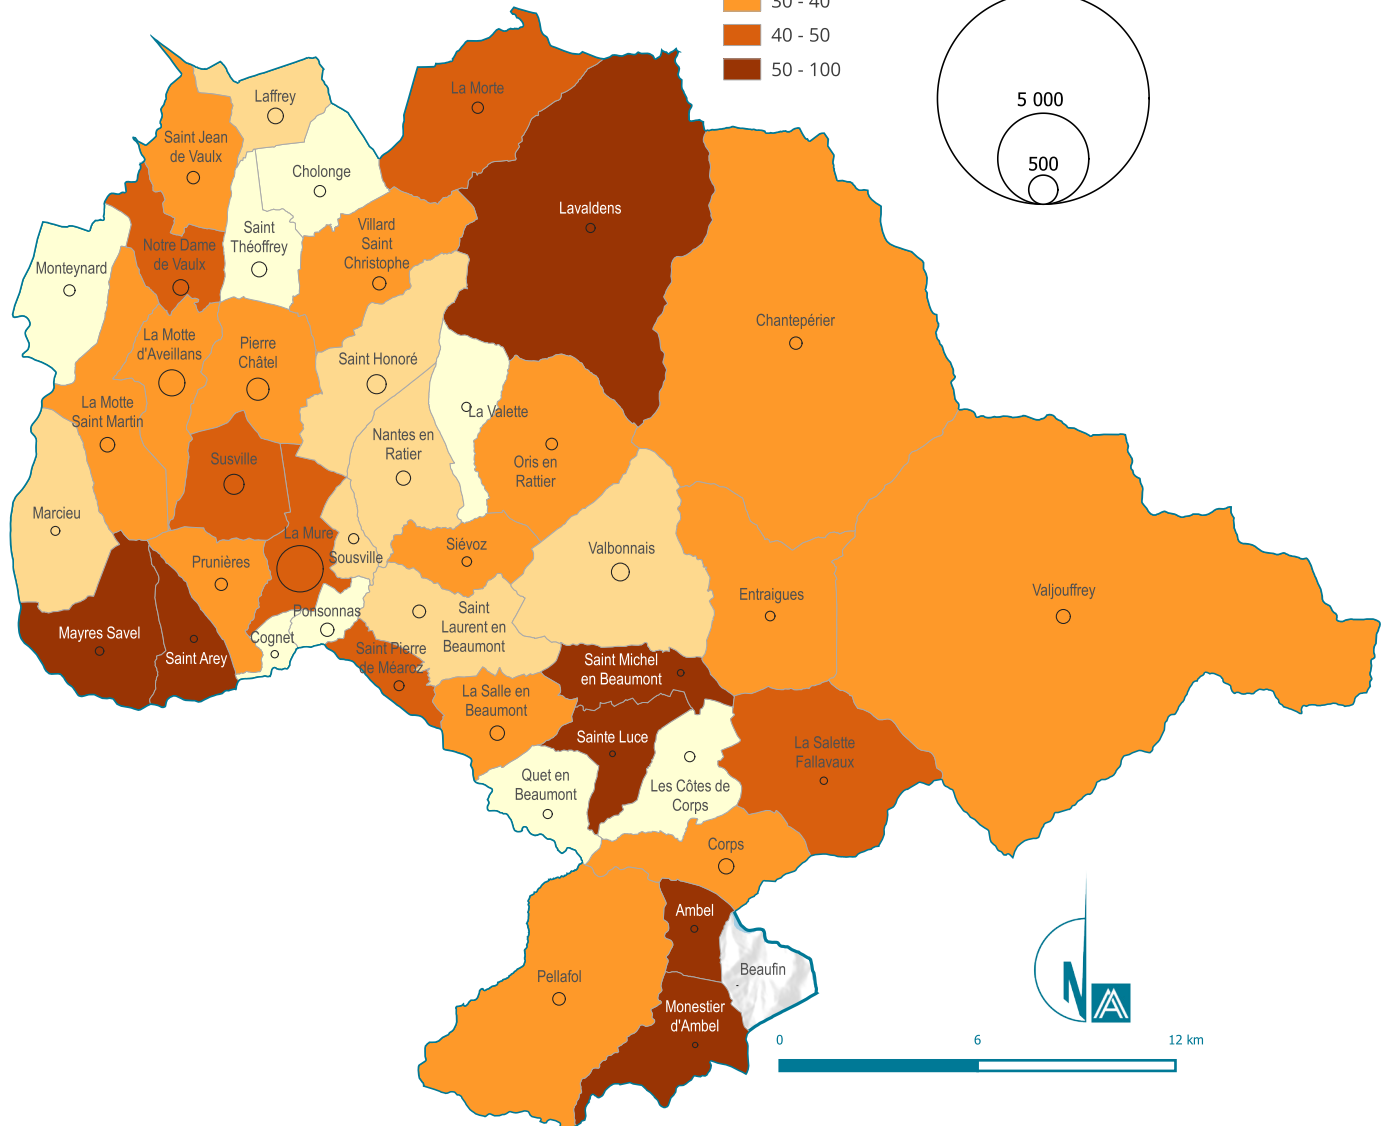 30 - 40
40 - 50
50 - 100
5 000
500
La Morte
Laffrey
Saint Jean
de Vaulx
Cholonge
Lavaldens
Villard
Saint
Christophe
Saint
Théoffrey
Notre Dame
de Vaulx
Monteynard
Chantepérier
La Motte
d'Aveillans
Pierre
Châtel
Saint Honoré
La Motte
Saint Martin
La Valette
Nantes en
Ratier
Oris en
Rattier
Susville
Marcieu
La Mure
Sousville
Siévoz
Valbonnais
Prunières
Entraigues
Valjouffrey
Ponsonnas
Saint
Laurent en
Beaumont
Mayres Savel
Saint Arey
Cognet
Saint Pierre
de Méaroz
Saint Michel
en Beaumont
La Salle en
Beaumont
Sainte Luce
La Salette
Fallavaux
Quet en
Beaumont
Les Côtes de
Corps
Corps
Ambel
Beaufin
Pellafol
Monestier
d'Ambel
N
0 6 12 km